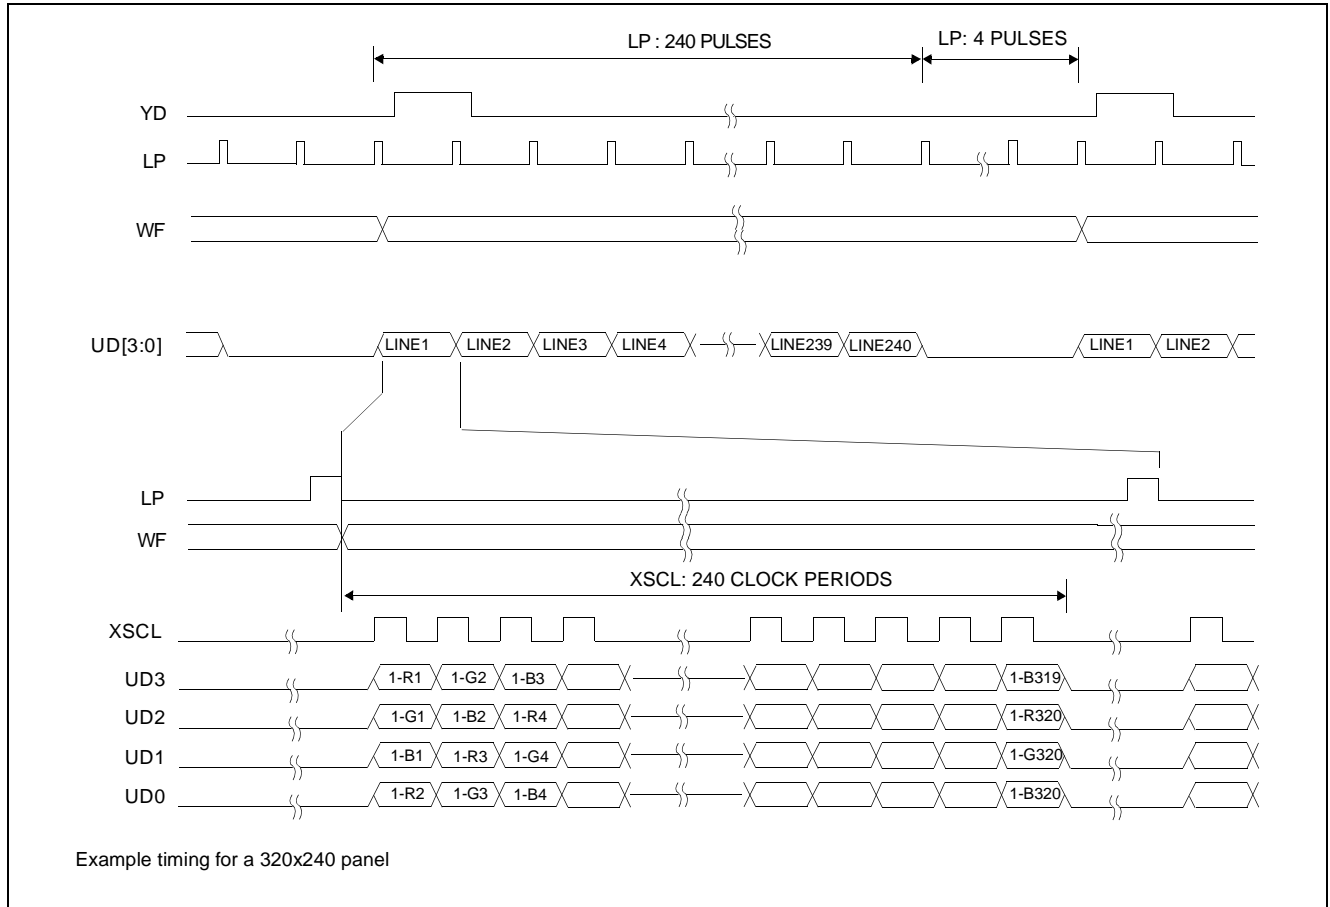 LP : 240 PULSES LP: 4 PULSES
YD
LP
WF
UD[3:0] LINE1 LINE2 LINE3 LINE4 LINE239 LINE240 LINE1 LINE2
LP
WF
XSCL: 240 CLOCK PERIODS
XSCL
UD3 1-R1 1-G2 1-B3 1-B319
UD2 1-G1 1-B2 1-R4 1-R320
UD1 1-B1 1-R3 1-G4 1-G320
UD0 1-R2 1-G3 1-B4 1-B320
Example timing for a 320x240 panel